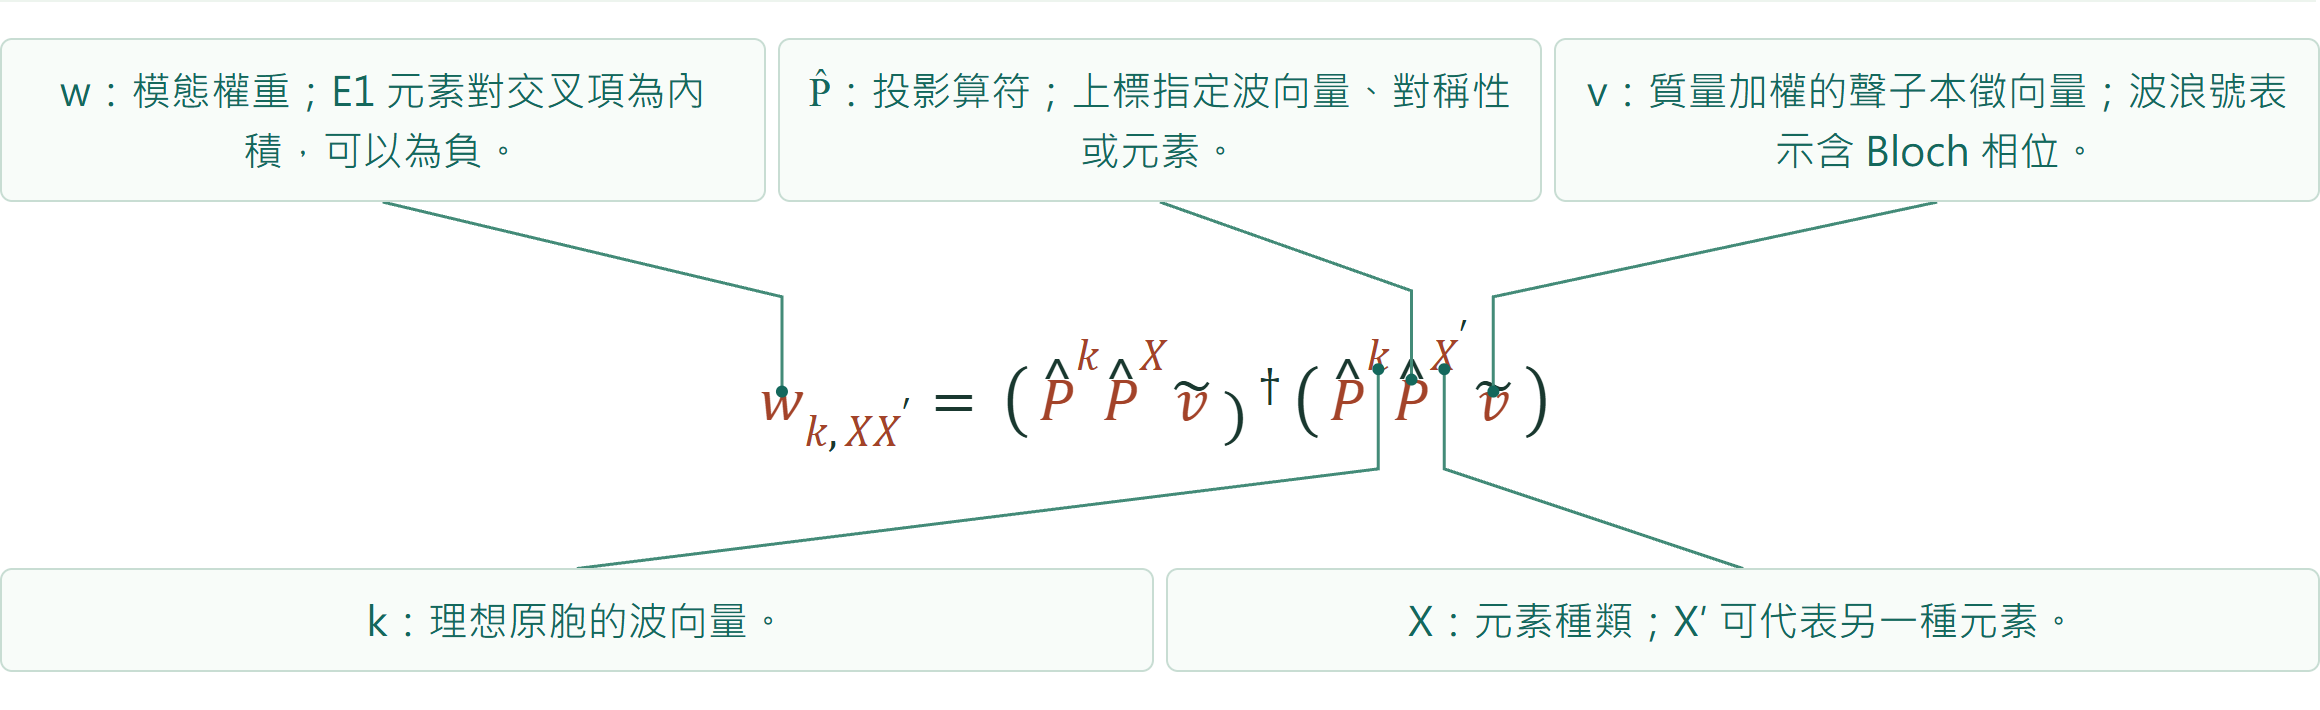 w：模態權重；E1 元素對交叉項為內
積，可以為負。
P̂：投影算符；上標指定波向量、對稱性
或元素。
v：質量加權的聲子本徵向量；波浪號表
示含 Bloch 相位。
w_{k,XX′} = (P̂^k P̂^X ṽ)^†(P̂^k P̂^{X′} ṽ)
k：理想原胞的波向量。
X：元素種類；X′ 可代表另一種元素。